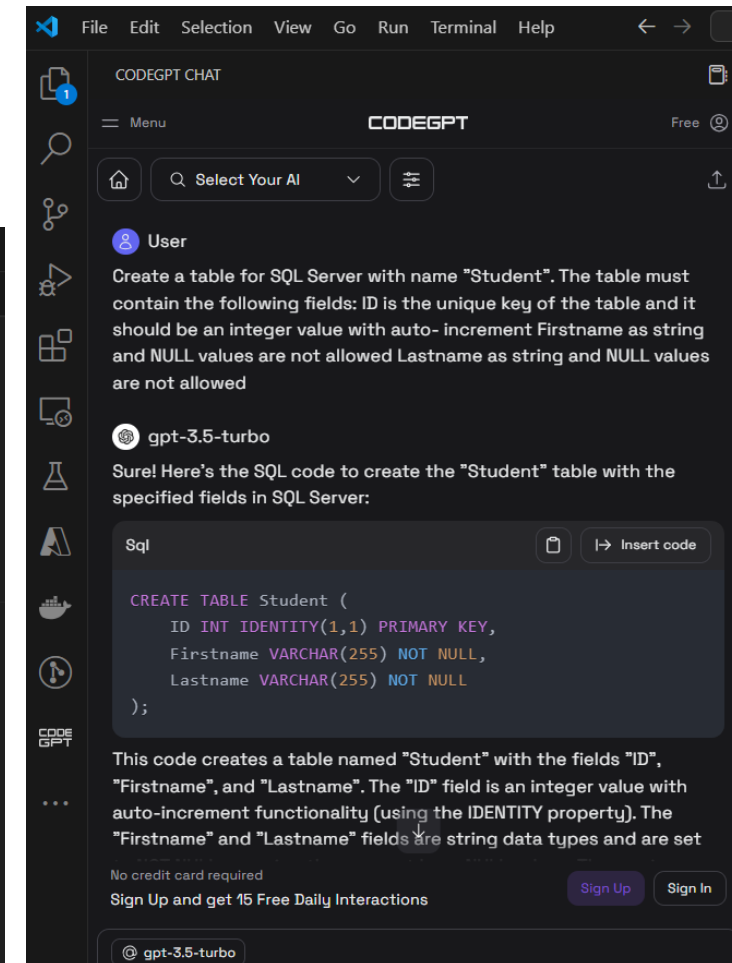 File Edit Selection View Go Run Terminal Help
CODEGPT CHAT
1
Menu CODEGPT Free
Select Your AI
User
Create a table for SQL Server with name "Student". The table must
contain the following fields: ID is the unique key of the table and it
should be an integer value with auto- increment Firstname as string
and NULL values are not allowed Lastname as string and NULL values
are not allowed
gpt-3.5-turbo
Sure! Here's the SQL code to create the "Student" table with the
specified fields in SQL Server:
Sql Insert code
CREATE TABLE Student (
    ID INT IDENTITY(1,1) PRIMARY KEY,
    Firstname VARCHAR(255) NOT NULL,
    Lastname VARCHAR(255) NOT NULL
);
CODE
GPT
This code creates a table named "Student" with the fields "ID",
"Firstname", and "Lastname". The "ID" field is an integer value with
auto-increment functionality (using the IDENTITY property). The
"Firstname" and "Lastname" fields are string data types and are set
No credit card required
Sign Up and get 15 Free Daily Interactions
Sign Up Sign In
@ gpt-3.5-turbo